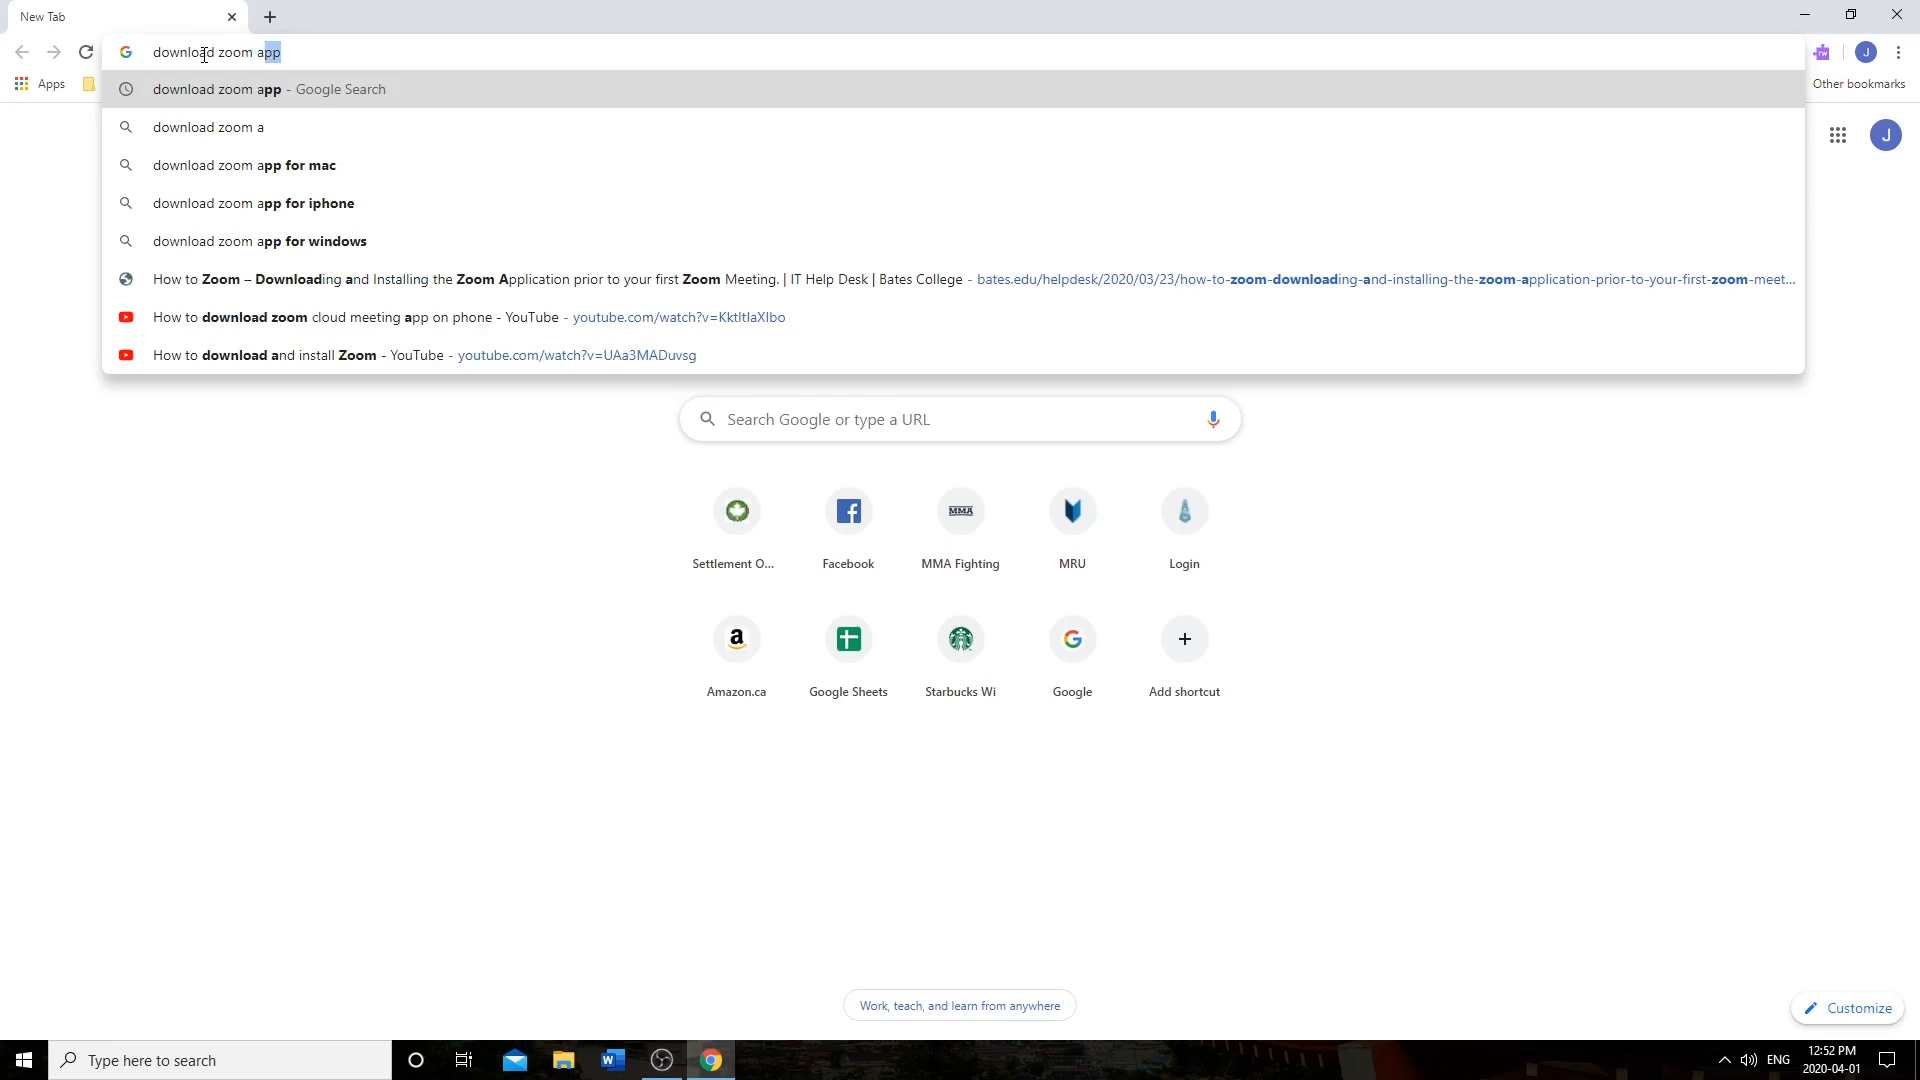 New Tab
download zoom app
Apps
Other bookmarks
J
download zoom app - Google Search
download zoom a
download zoom app for mac
J
download zoom app for iphone
download zoom app for windows
How to Zoom – Downloading and Installing the Zoom Application prior to your first Zoom Meeting. | IT Help Desk | Bates College - bates.edu/helpdesk/2020/03/23/how-to-zoom-downloading-and-installing-the-zoom-application-prior-to-your-first-zoom-meet...
How to download zoom cloud meeting app on phone - YouTube - youtube.com/watch?v=KktItlaXIbo
How to download and install Zoom - YouTube - youtube.com/watch?v=UAa3MADuvsg
Search Google or type a URL
MMA
Settlement O... Facebook MMA Fighting MRU Login
Amazon.ca Google Sheets Starbucks Wi Google Add shortcut
Work, teach, and learn from anywhere
Customize
Type here to search
ENG
12:52 PM
2020-04-01